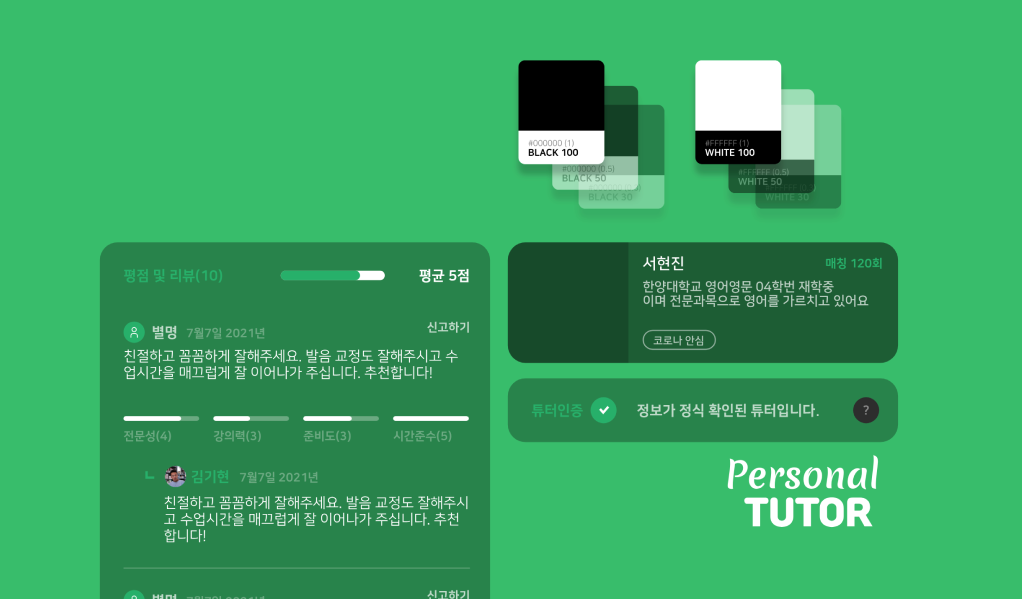 #000000 (1)
BLACK 100
#000000 (0.5)
BLACK 50
BLACK 30
#FFFFFF (1)
WHITE 100
#FFFFFF (0.5)
WHITE 50
WHITE 30
평점 및 리뷰(10)
평균 5점
별명 7월7일 2021년
신고하기
친절하고 꼼꼼하게 잘해주세요. 발음 교정도 잘해주시고 수
업시간을 매끄럽게 잘 이어나가 주십니다. 추천합니다!
전문성(4) 강의력(3) 준비도(3) 시간준수(5)
김기현 7월7일 2021년
친절하고 꼼꼼하게 잘해주세요. 발음 교정도 잘해주시
고 수업시간을 매끄럽게 잘 이어나가 주십니다. 추천
합니다!
별명 7월7일 2021년
신고하기
서현진
매칭 120회
한양대학교 영어영문 04학번 재학중
이며 전문과목으로 영어를 가르치고 있어요
코로나 안심
튜터인증
정보가 정식 확인된 튜터입니다.
?
Personal
TUTOR